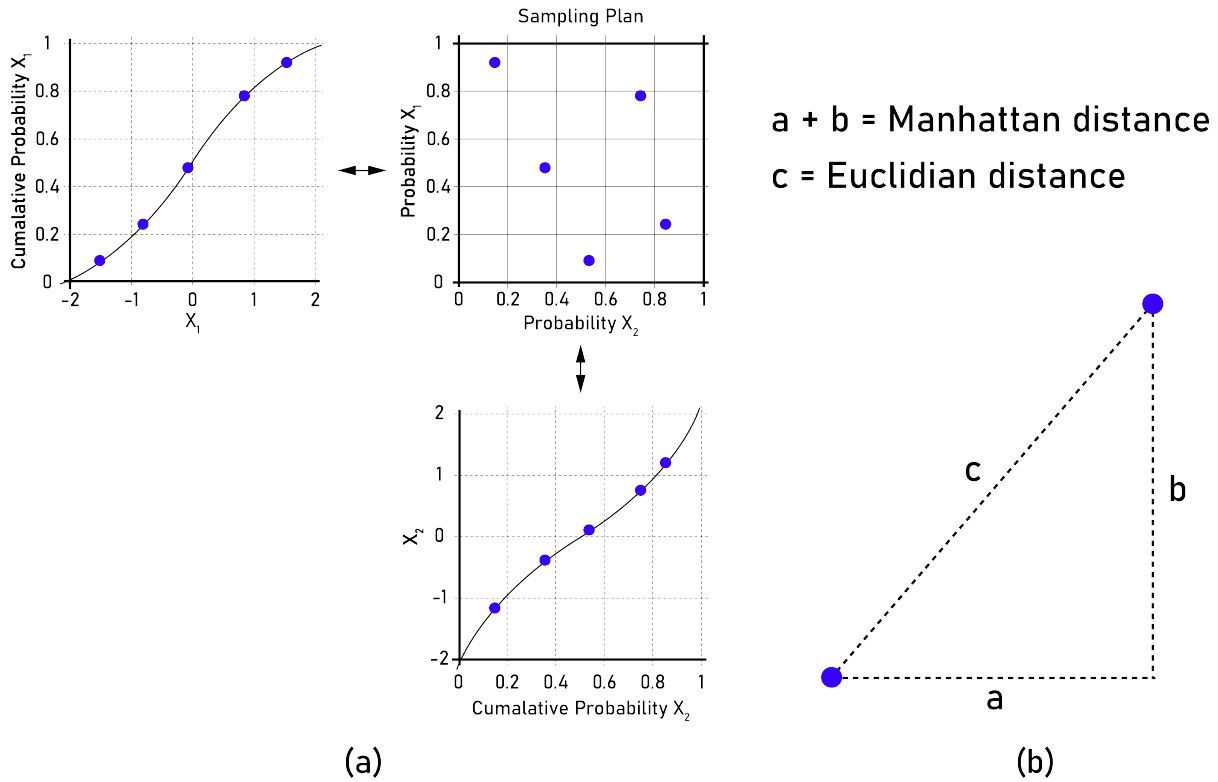 Sampling Plan
Cumalative Probability X₁
1
0.8
0.6
0.4
0.2
0
-2 -1 0 1 2
X₁
Probability X₁
1
0.8
0.6
0.4
0.2
0
0 0.2 0.4 0.6 0.8 1
Probability X₂
X₂
2
1
0
-1
-2
0 0.2 0.4 0.6 0.8 1
Cumalative Probability X₂
(a)
a + b = Manhattan distance
c = Euclidian distance
c
b
a
(b)